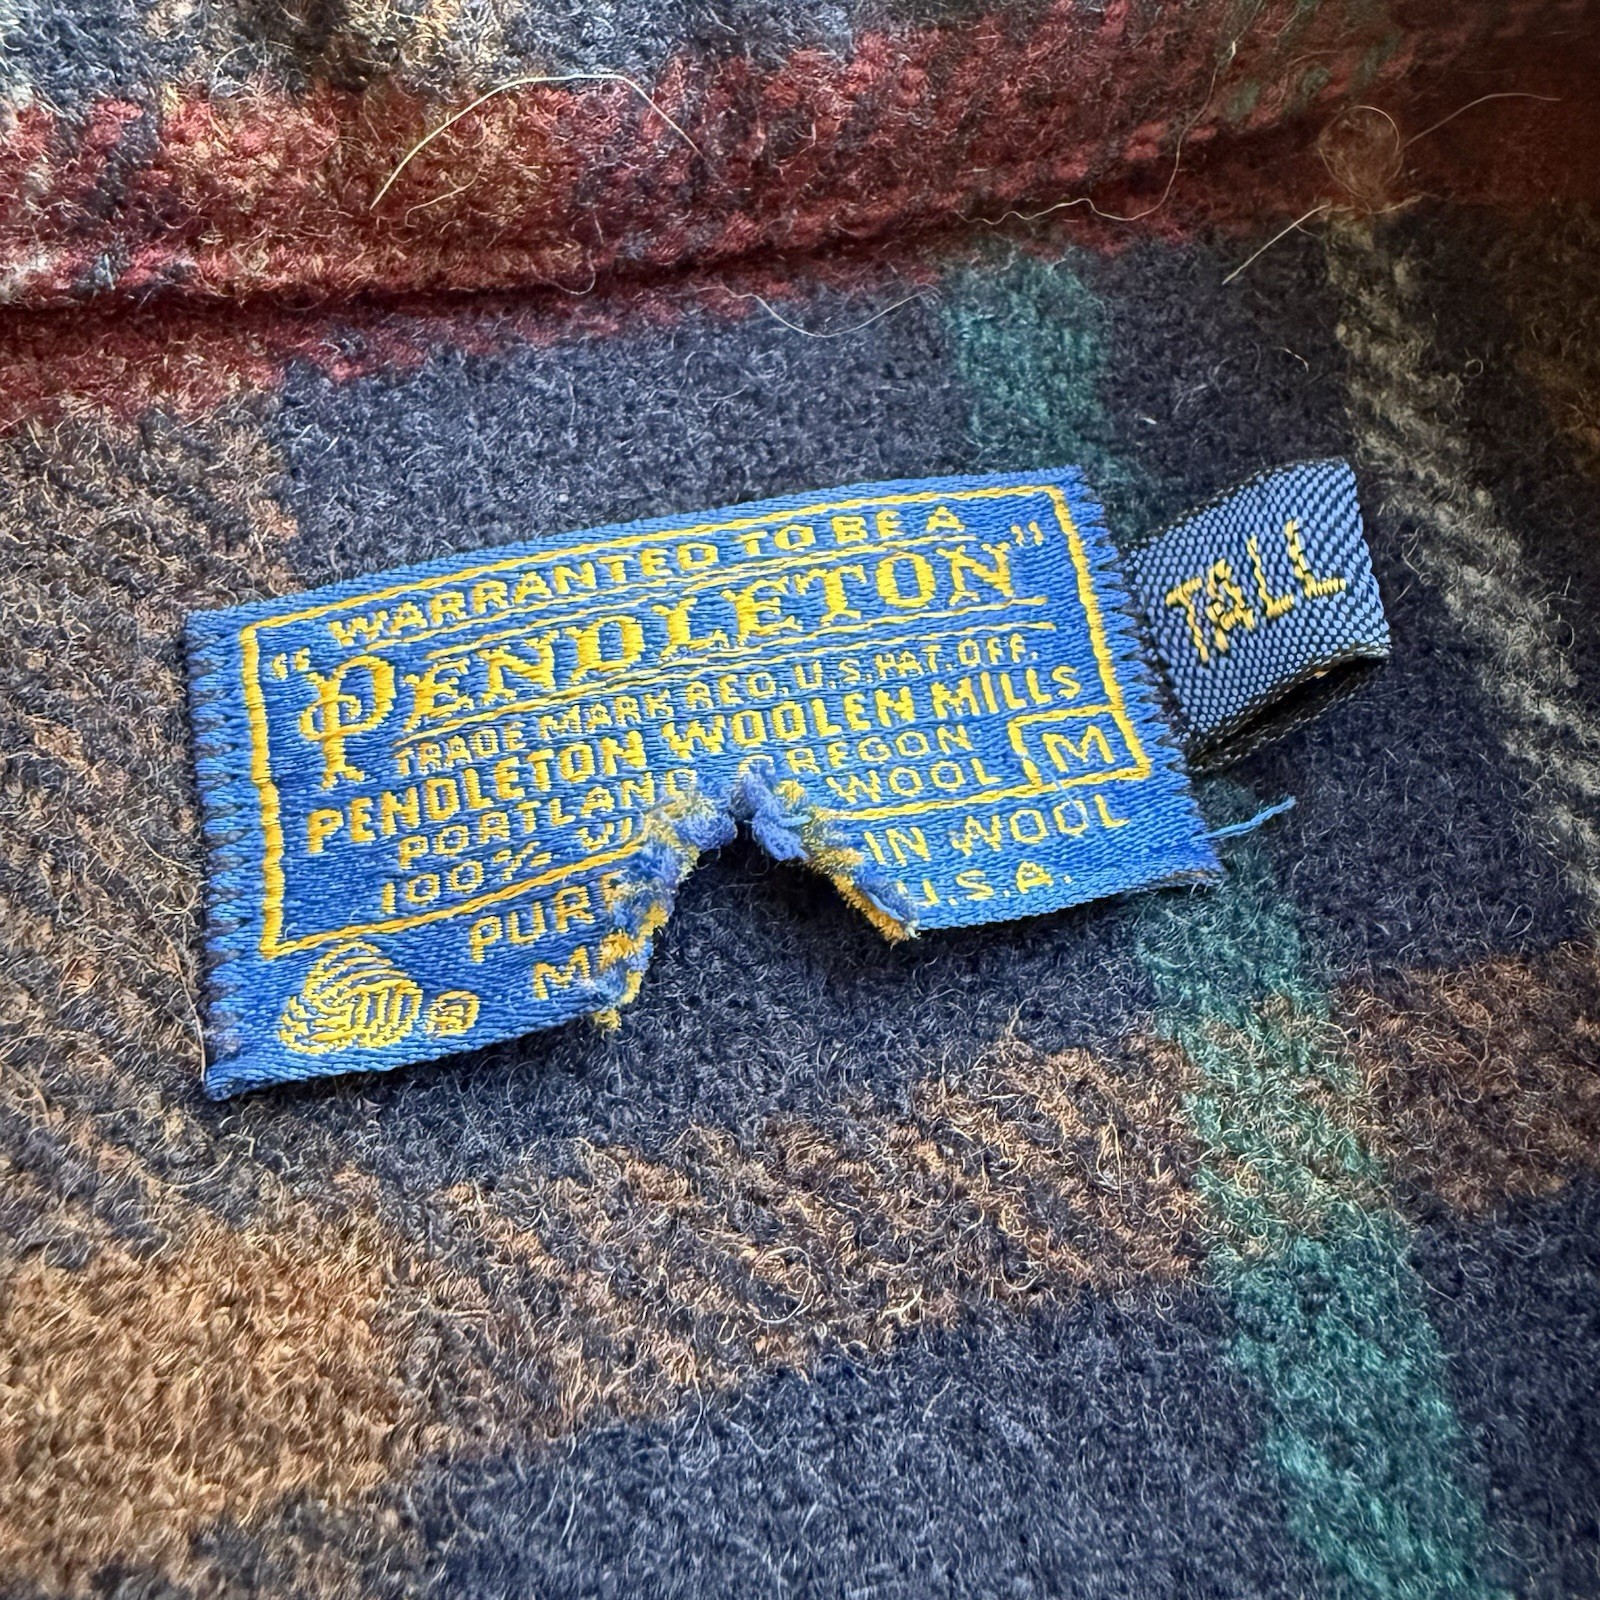 WARRANTED TO BE A
"PENDLETON"
TRADE MARK REG. U.S. PAT. OFF.
PENDLETON WOOLEN MILLS
PORTLAND OREGON
100% WOOL
M
PURE IN WOOL
U.S.A.
TALL